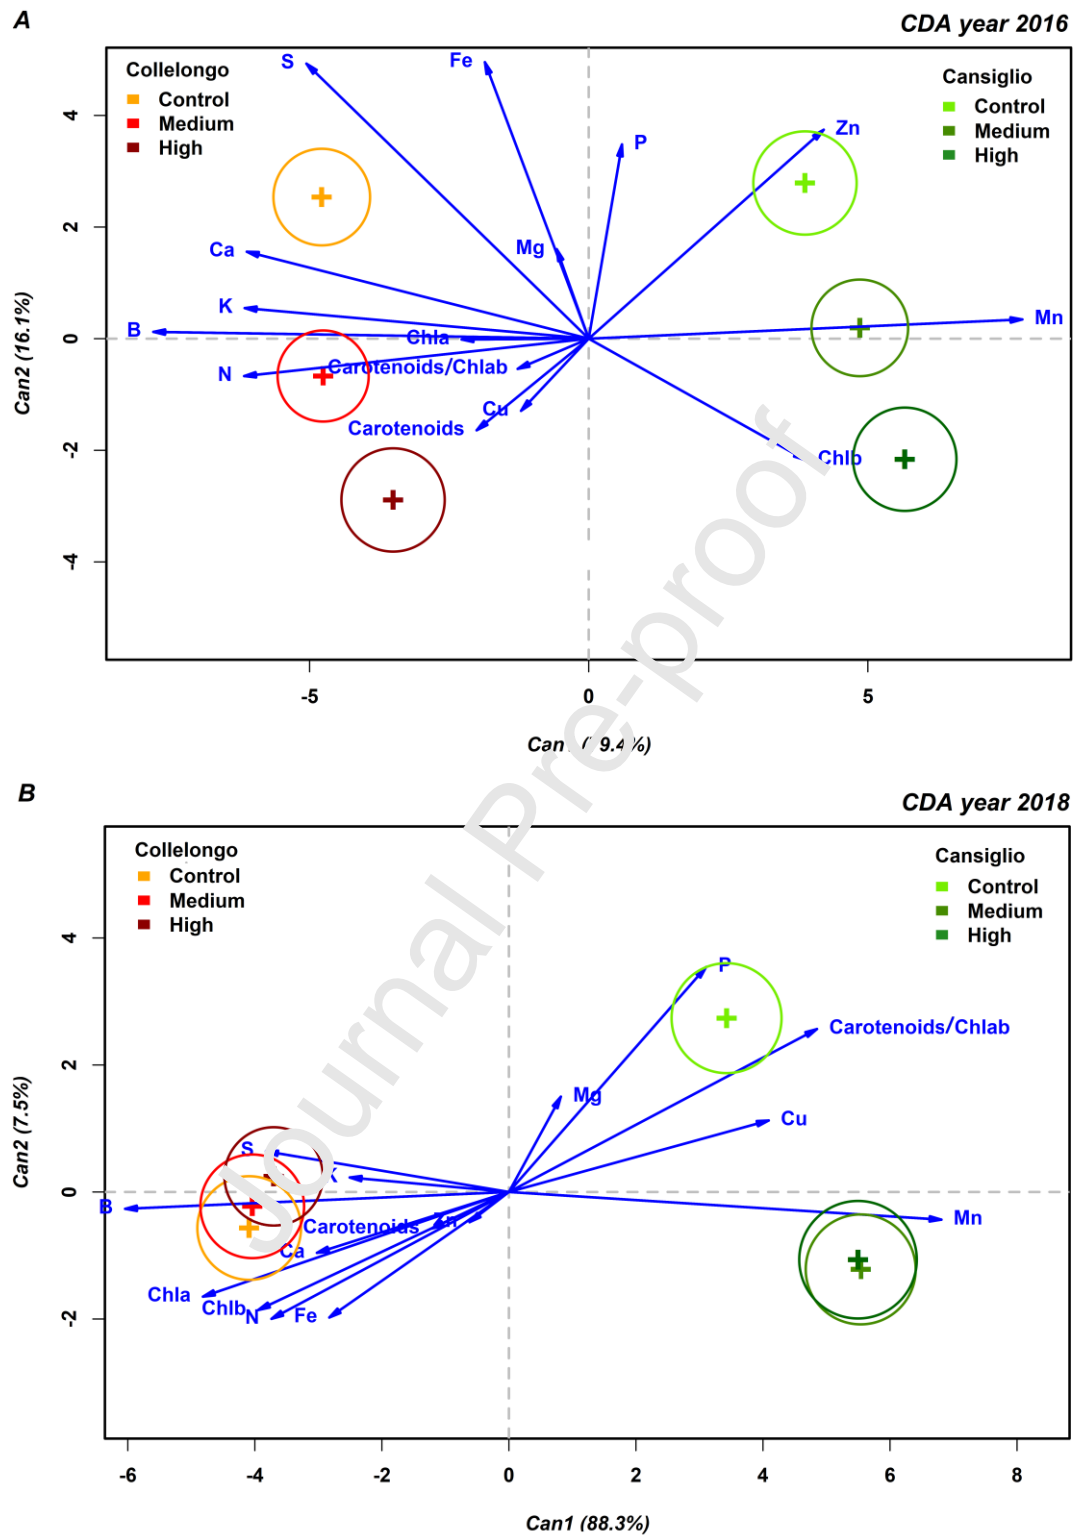 A
CDA year 2016
Collelongo
Control
Medium
High
Cansiglio
Control
Medium
High
S
Fe
P
Zn
Mg
Ca
K
B
N
Chla
Carotenoids/Chlab
Cu
Carotenoids
Mn
Chlb
4
2
0
-2
-4
Can2 (16.1%)
-5
0
5
B
CDA year 2018
Collelongo
Control
Medium
High
Cansiglio
Control
Medium
High
P
Carotenoids/Chlab
Mg
Cu
S
K
B
Carotenoids
Ca
Chla
Chlb
N
Fe
Mn
4
2
0
-2
Can2 (7.5%)
-6
-4
-2
0
2
4
6
8
Can1 (88.3%)
Journal Pre-proof